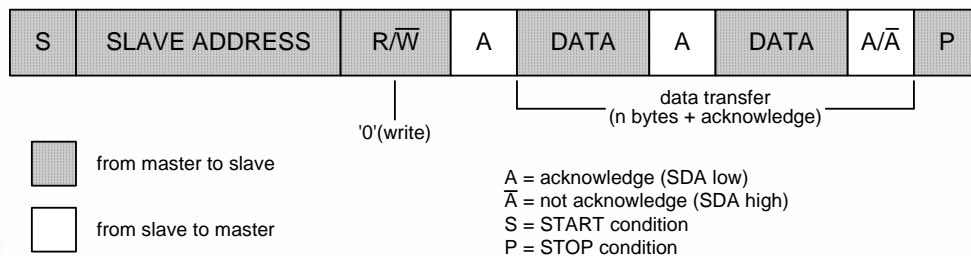 S SLAVE ADDRESS R/W̅ A DATA A DATA A/A̅ P
data transfer
(n bytes + acknowledge)
'0'(write)
from master to slave
from slave to master
A = acknowledge (SDA low)
A̅ = not acknowledge (SDA high)
S = START condition
P = STOP condition